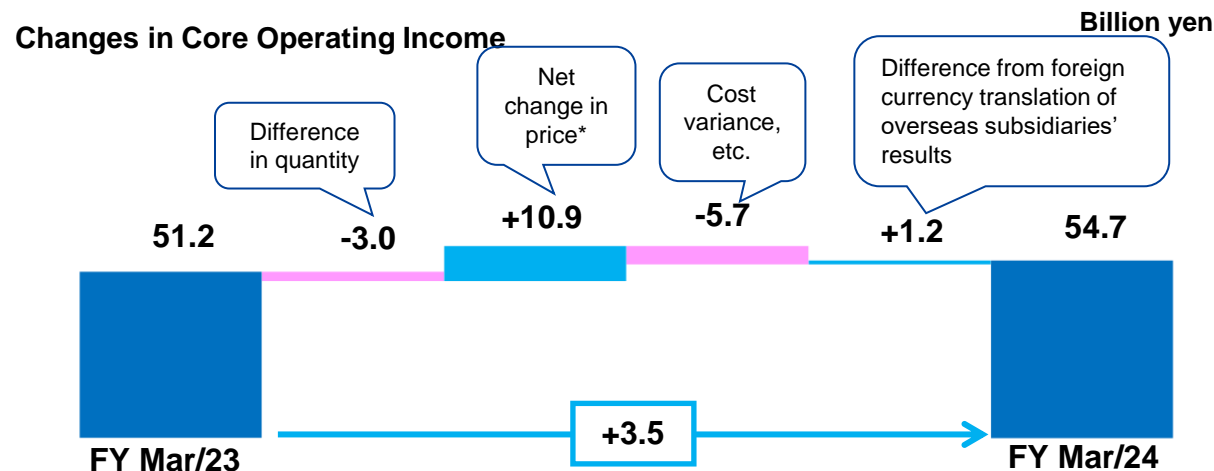 Changes in Core Operating Income
Billion yen
Difference
in quantity
Net
change in
price*
Cost
variance,
etc.
Difference from foreign
currency translation of
overseas subsidiaries’
results
51.2
-3.0
+10.9
-5.7
+1.2
54.7
+3.5
FY Mar/23
FY Mar/24